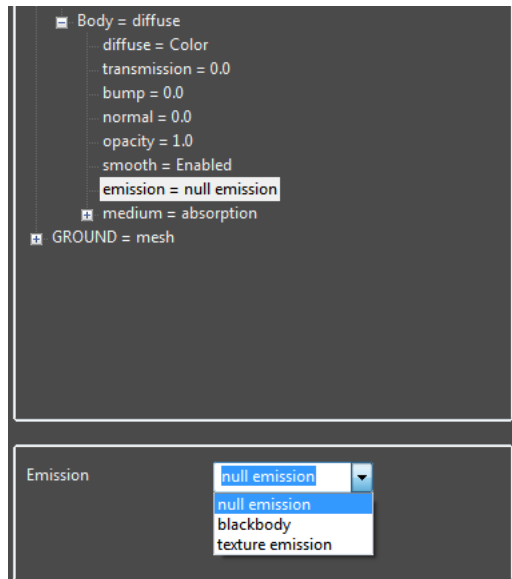 Body = diffuse
diffuse = Color
transmission = 0.0
bump = 0.0
normal = 0.0
opacity = 1.0
smooth = Enabled
emission = null emission
medium = absorption
GROUND = mesh
Emission
null emission
null emission
blackbody
texture emission